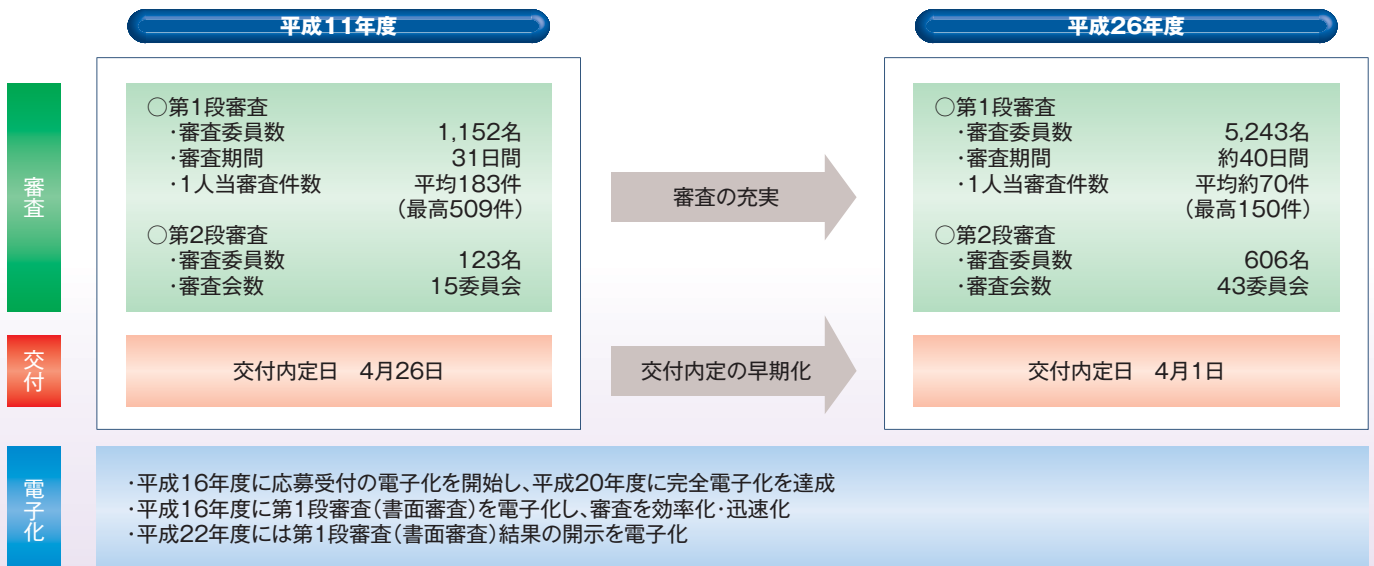 平成11年度
平成26年度
審査
○第1段審査
・審査委員数 1,152名
・審査期間 31日間
・1人当審査件数 平均183件
(最高509件)
○第2段審査
・審査委員数 123名
・審査会数 15委員会
審査の充実
○第1段審査
・審査委員数 5,243名
・審査期間 約40日間
・1人当審査件数 平均約70件
(最高150件)
○第2段審査
・審査委員数 606名
・審査会数 43委員会
交付
交付内定日 4月26日
交付内定の早期化
交付内定日 4月1日
電子化
・平成16年度に応募受付の電子化を開始し、平成20年度に完全電子化を達成
・平成16年度に第1段審査(書面審査)を電子化し、審査を効率化・迅速化
・平成22年度には第1段審査(書面審査)結果の開示を電子化